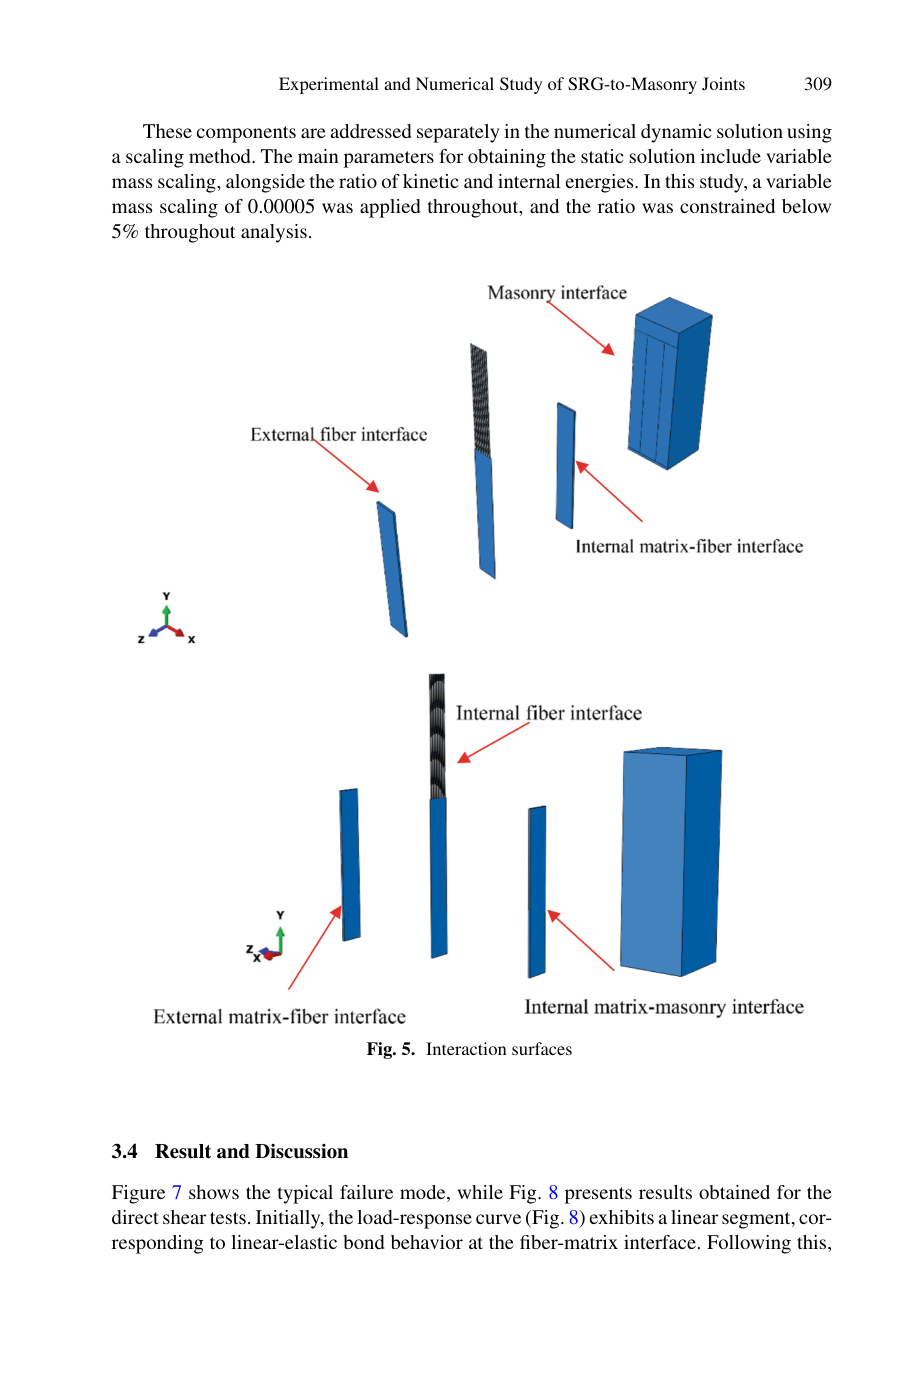 Experimental and Numerical Study of SRG-to-Masonry Joints 309
These components are addressed separately in the numerical dynamic solution using
a scaling method. The main parameters for obtaining the static solution include variable
mass scaling, alongside the ratio of kinetic and internal energies. In this study, a variable
mass scaling of 0.00005 was applied throughout, and the ratio was constrained below
5% throughout analysis.
Masonry interface
External fiber interface
Internal matrix-fiber interface
Y
Z
X
Internal fiber interface
Y
Z
X
External matrix-fiber interface
Internal matrix-masonry interface
Fig. 5. Interaction surfaces
3.4 Result and Discussion
Figure 7 shows the typical failure mode, while Fig. 8 presents results obtained for the
direct shear tests. Initially, the load-response curve (Fig. 8) exhibits a linear segment, cor-
responding to linear-elastic bond behavior at the fiber-matrix interface. Following this,